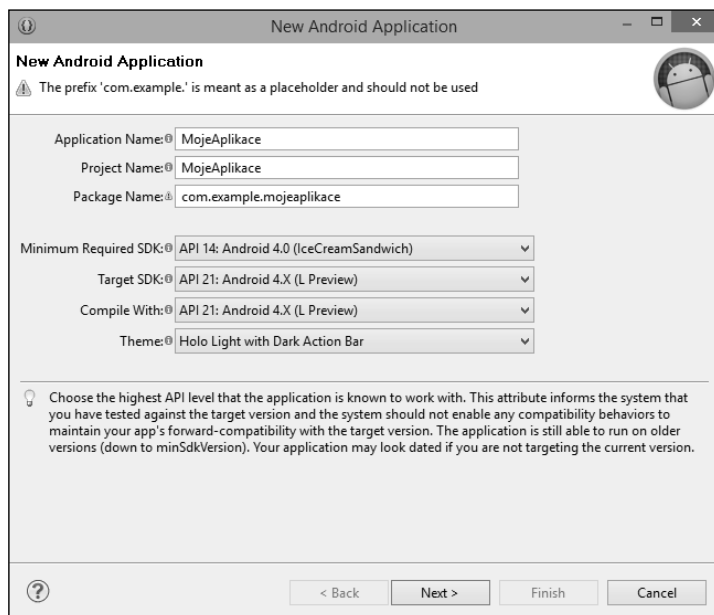 New Android Application
New Android Application
The prefix 'com.example.' is meant as a placeholder and should not be used
Application Name: MojeAplikace
Project Name: MojeAplikace
Package Name: com.example.mojeaplikace
Minimum Required SDK: API 14: Android 4.0 (IceCreamSandwich)
Target SDK: API 21: Android 4.X (L Preview)
Compile With: API 21: Android 4.X (L Preview)
Theme: Holo Light with Dark Action Bar
Choose the highest API level that the application is known to work with. This attribute informs the system that
you have tested against the target version and the system should not enable any compatibility behaviors to
maintain your app's forward-compatibility with the target version. The application is still able to run on older
versions (down to minSdkVersion). Your application may look dated if you are not targeting the current version.
? < Back Next > Finish Cancel